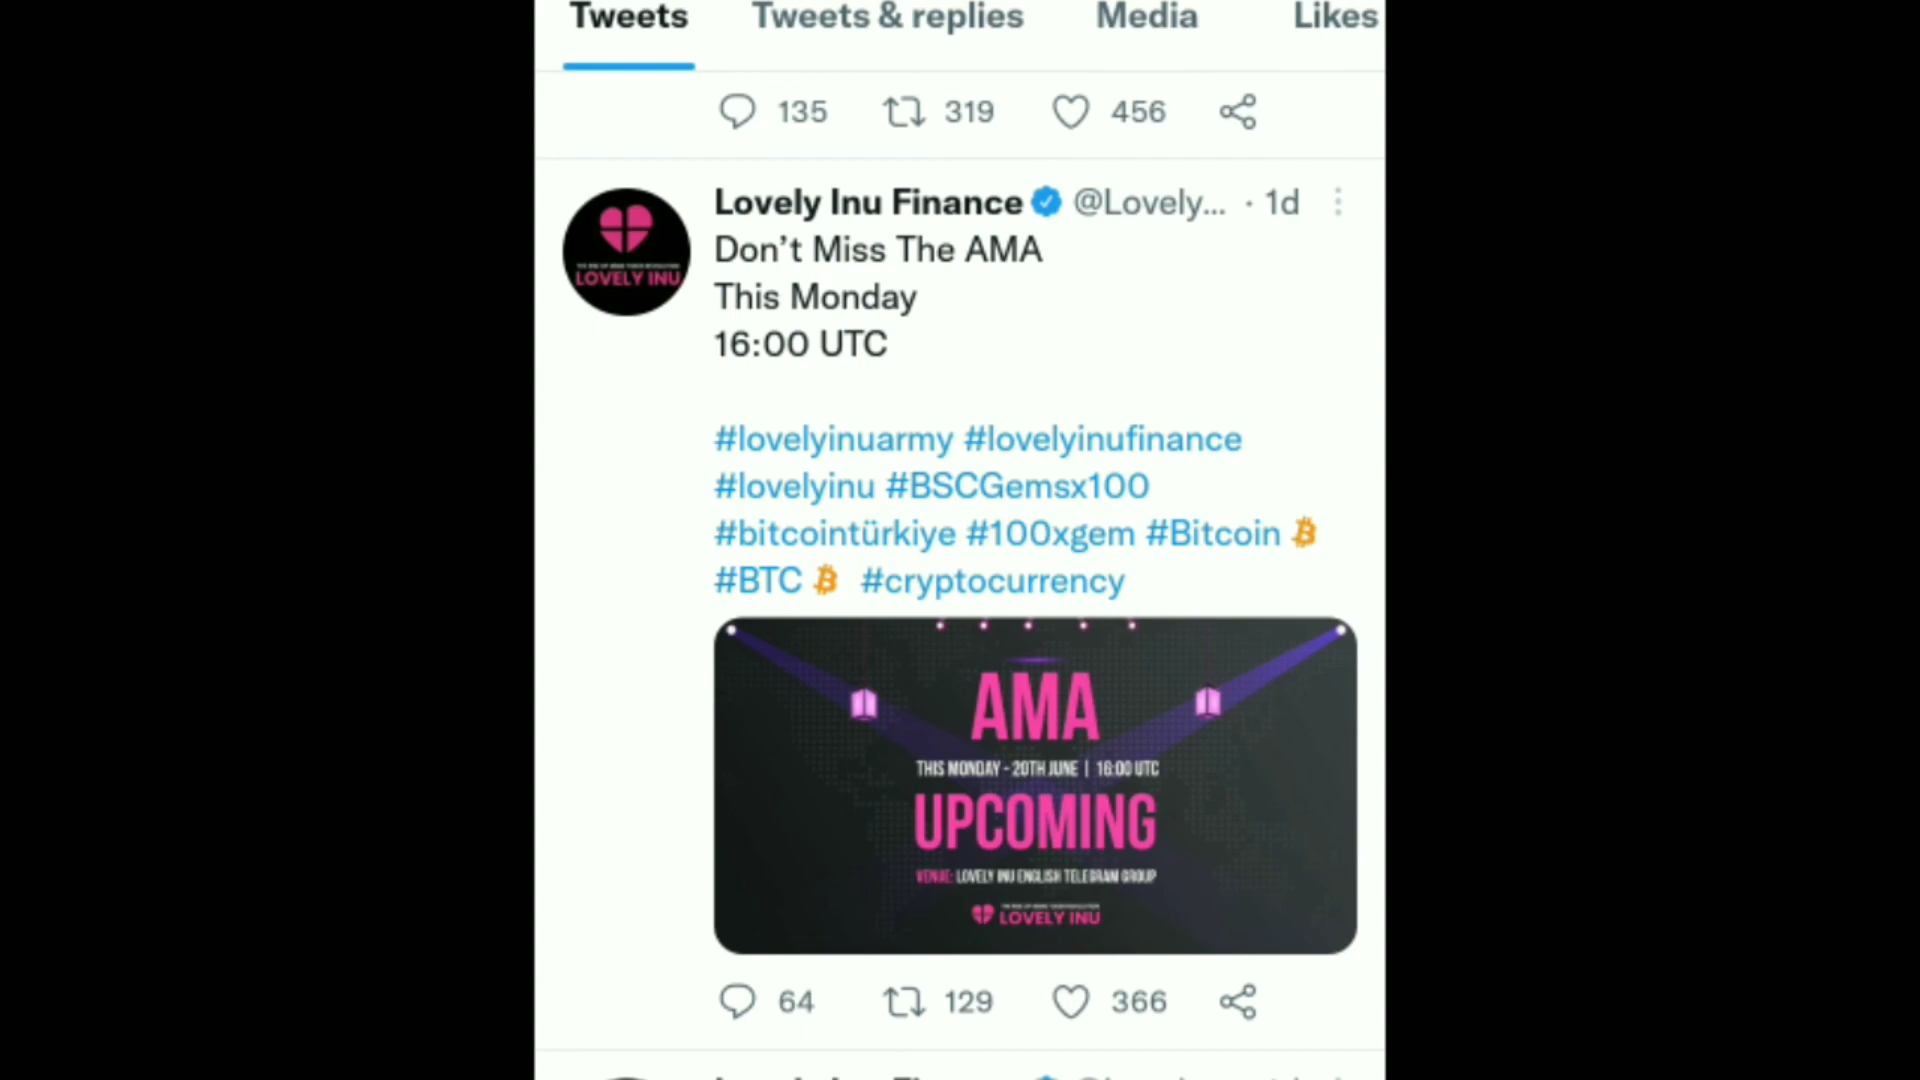 Tweets Tweets & replies Media Likes
135 319 456
Lovely Inu Finance @Lovely... · 1d
LOVELY INU
Don't Miss The AMA
This Monday
16:00 UTC
#lovelyinuarmy #lovelyinufinance
#lovelyinu #BSCGemsx100
#bitcointürkiye #100xgem #Bitcoin
#BTC #cryptocurrency
AMA
THIS MONDAY - 20TH JUNE | 16:00 UTC
UPCOMING
VENUE: LOVELY INU ENGLISH TELEGRAM GROUP
LOVELY INU
64 129 366